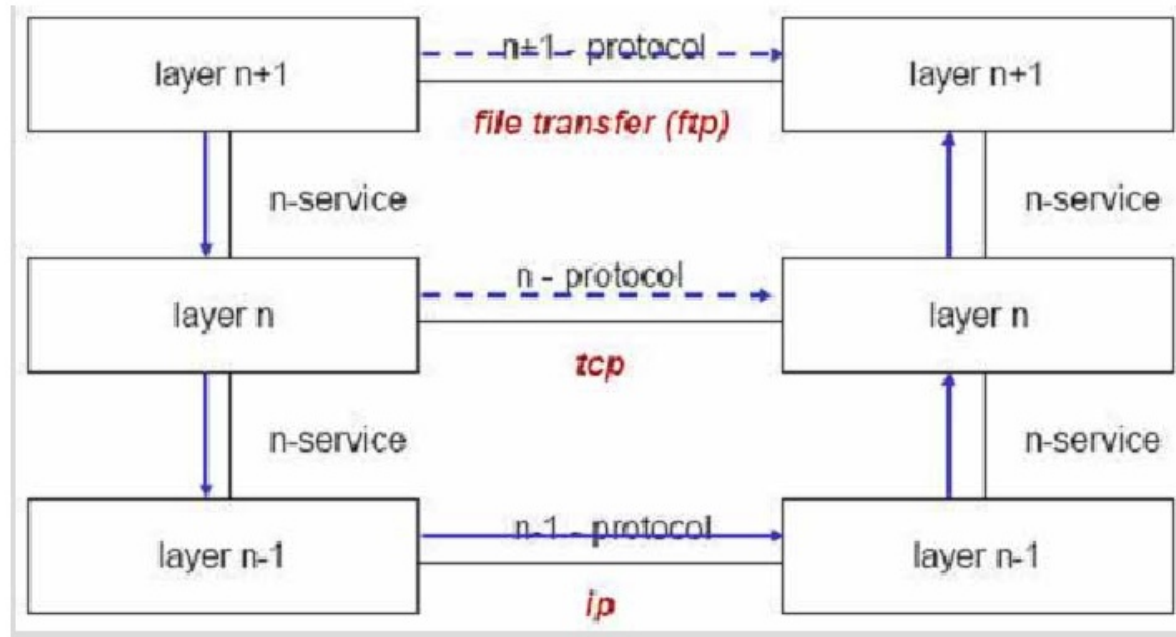 n+1 - protocol
layer n+1
layer n+1
file transfer (ftp)
n-service
n-service
n - protocol
layer n
layer n
tcp
n-service
n-service
n-1 - protocol
layer n-1
layer n-1
ip